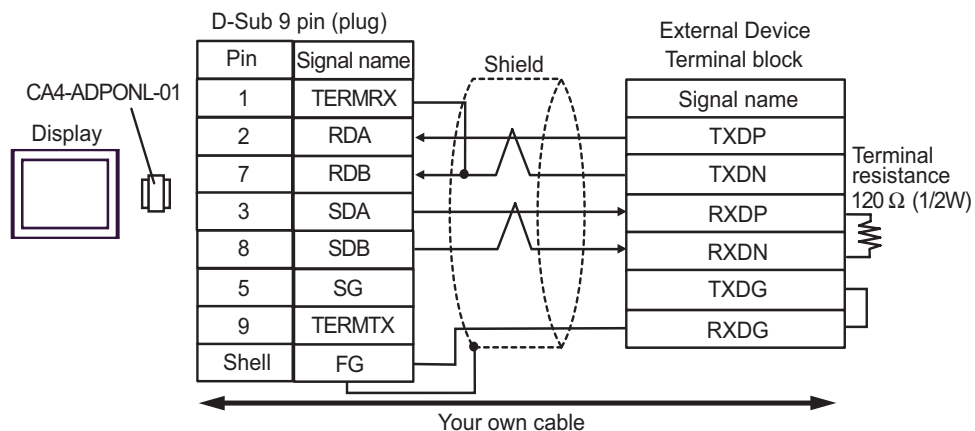 D-Sub 9 pin (plug)
External Device
Terminal block
Pin Signal name
Shield
CA4-ADPONL-01
Display
1 TERMRX
2 RDA
7 RDB
3 SDA
8 SDB
5 SG
9 TERMTX
Shell FG
Signal name
TXDP
TXDN
RXDP
RXDN
TXDG
RXDG
Terminal
resistance
120 Ω (1/2W)
Your own cable